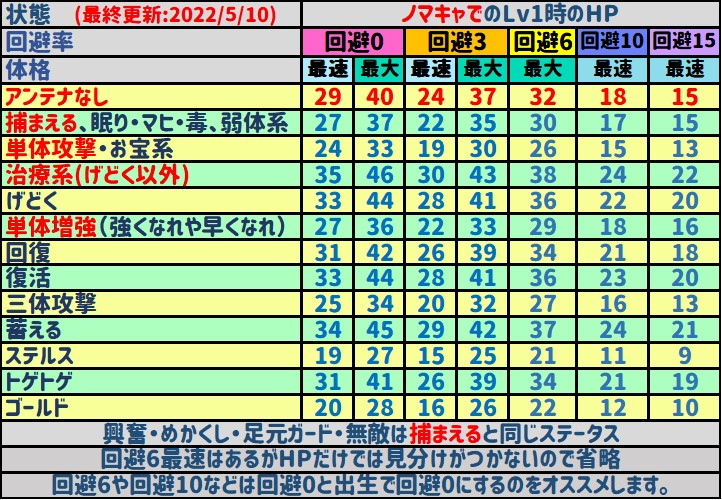 状態 (最終更新:2022/5/10) ノマキャでのLv1時のHP
回避率 回避0 回避3 回避6 回避10 回避15
体格 最速 最大 最速 最大 最大 最速 最速
アンテナなし 29 40 24 37 32 18 15
捕まえる、眠り・マヒ・毒、弱体系 27 37 22 35 30 17 15
単体攻撃・お宝系 24 33 19 30 26 15 13
治療系(げどく以外) 35 46 30 43 38 24 22
げどく 33 44 28 41 36 22 20
単体増強(強くなれや早くなれ) 27 36 22 33 29 18 16
回復 31 42 26 39 34 21 18
復活 33 44 28 41 36 23 20
三体攻撃 25 34 20 32 27 16 13
蓄える 34 45 29 42 37 24 21
ステルス 19 27 15 25 21 11 9
トゲトゲ 31 41 26 39 34 21 19
ゴールド 20 28 16 26 22 12 10
興奮・めかくし・足元ガード・無敵は捕まえると同じステータス
回避6最速はあるがHPだけでは見分けがつかないので省略
回避6や回避10などは回避0と出生で回避0にするのをオススメします。